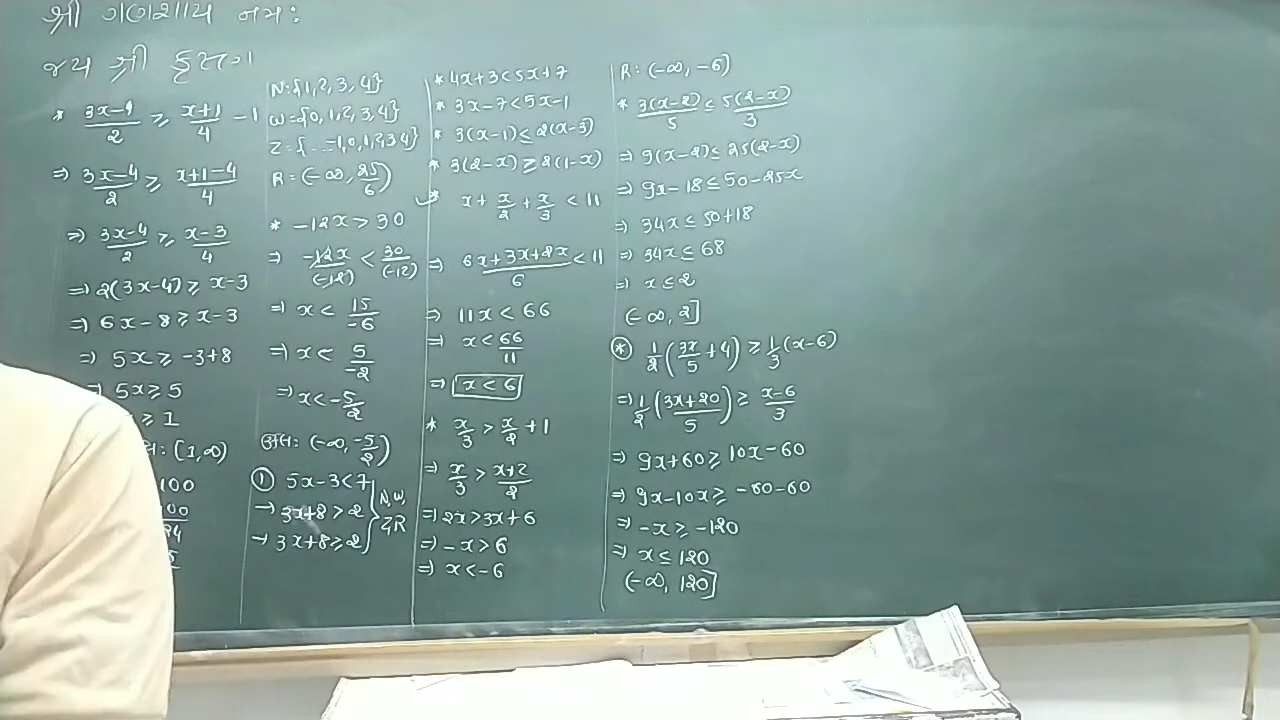 श्री गणेशाय नमः
जय श्री कृष्णा
* (3x-4)/2 ≥ (x+1)/4 - 1
⇒ (3x-4)/2 ≥ (x+1-4)/4
⇒ (3x-4)/2 ≥ (x-3)/4
⇒ 2(3x-4) ≥ x-3
⇒ 6x-8 ≥ x-3
⇒ 5x ≥ -3+8
⇒ 5x ≥ 5
≥ 1
: [1,∞)
100
N:{1,2,3,4}
W={0,1,2,3,4}
Z={...-1,0,1,2,3 4}
R=(-∞, 25/6)
* -12x > 30
⇒ -12x/(-12) < 30/(-12)
⇒ x < 15/-6
⇒ x < 5/-2
⇒ x < -5/2
अतः (-∞, -5/2)
① 5x-3<7
→ 3x+8 > 2 } N,W, Z,R
→ 3x+8 ≥ 2
* 4x+3<5x+7
* 3x-7<5x-1
* 3(x-1) ≤ 2(x-3)
* 3(2-x) ≥ 2(1-x)
x + x/2 + x/3 < 11
⇒ (6x+3x+2x)/6 < 11
⇒ 11x < 66
⇒ x < 66/11
⇒ x < 6
* x/3 > x/2 + 1
⇒ x/3 > (x+2)/2
⇒ 2x > 3x+6
⇒ -x > 6
⇒ x < -6
R: (-∞, -6)
* 3(x-2)/5 ≤ 5(2-x)/3
⇒ 9(x-2) ≤ 25(2-x)
⇒ 9x-18 ≤ 50-25x
⇒ 34x ≤ 50+18
⇒ 34x ≤ 68
⇒ x ≤ 2
(-∞, 2]
* 1/2 (3x/5 + 4) ≥ 1/3 (x-6)
⇒ 1/2 ((3x+20)/5) ≥ (x-6)/3
⇒ 9x+60 ≥ 10x-60
⇒ 9x-10x ≥ -60-60
⇒ -x ≥ -120
⇒ x ≤ 120
(-∞, 120]